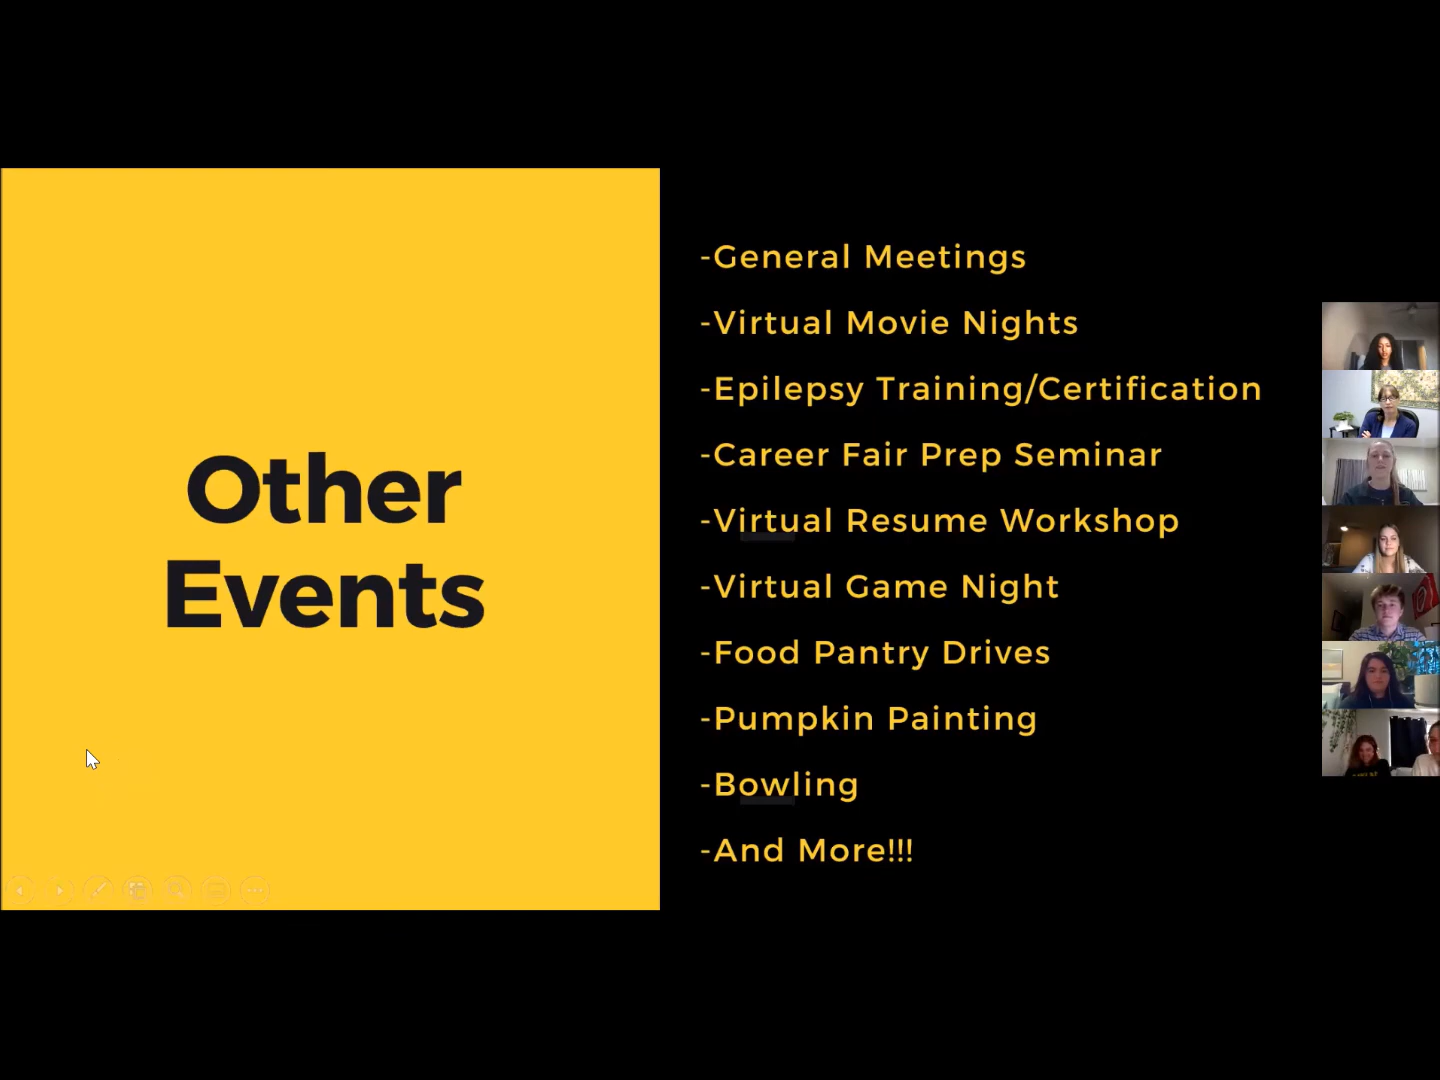 Other
Events
-General Meetings
-Virtual Movie Nights
-Epilepsy Training/Certification
-Career Fair Prep Seminar
-Virtual Resume Workshop
-Virtual Game Night
-Food Pantry Drives
-Pumpkin Painting
-Bowling
-And More!!!